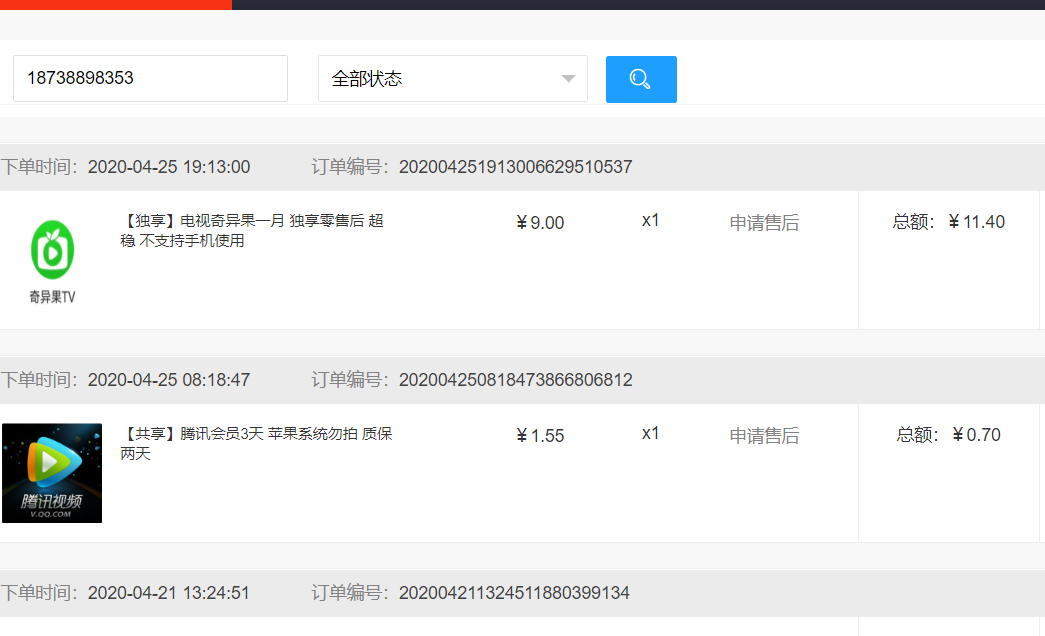 18738898353
全部状态
下单时间: 2020-04-25 19:13:00 订单编号: 202004251913006629510537
【独享】电视奇异果一月 独享零售后 超
稳 不支持手机使用
¥9.00 x1 申请售后 总额: ¥11.40
奇异果TV
下单时间: 2020-04-25 08:18:47 订单编号: 202004250818473866806812
【共享】腾讯会员3天 苹果系统勿拍 质保
两天
¥1.55 x1 申请售后 总额: ¥0.70
腾讯视频
V.QQ.COM
下单时间: 2020-04-21 13:24:51 订单编号: 202004211324511880399134